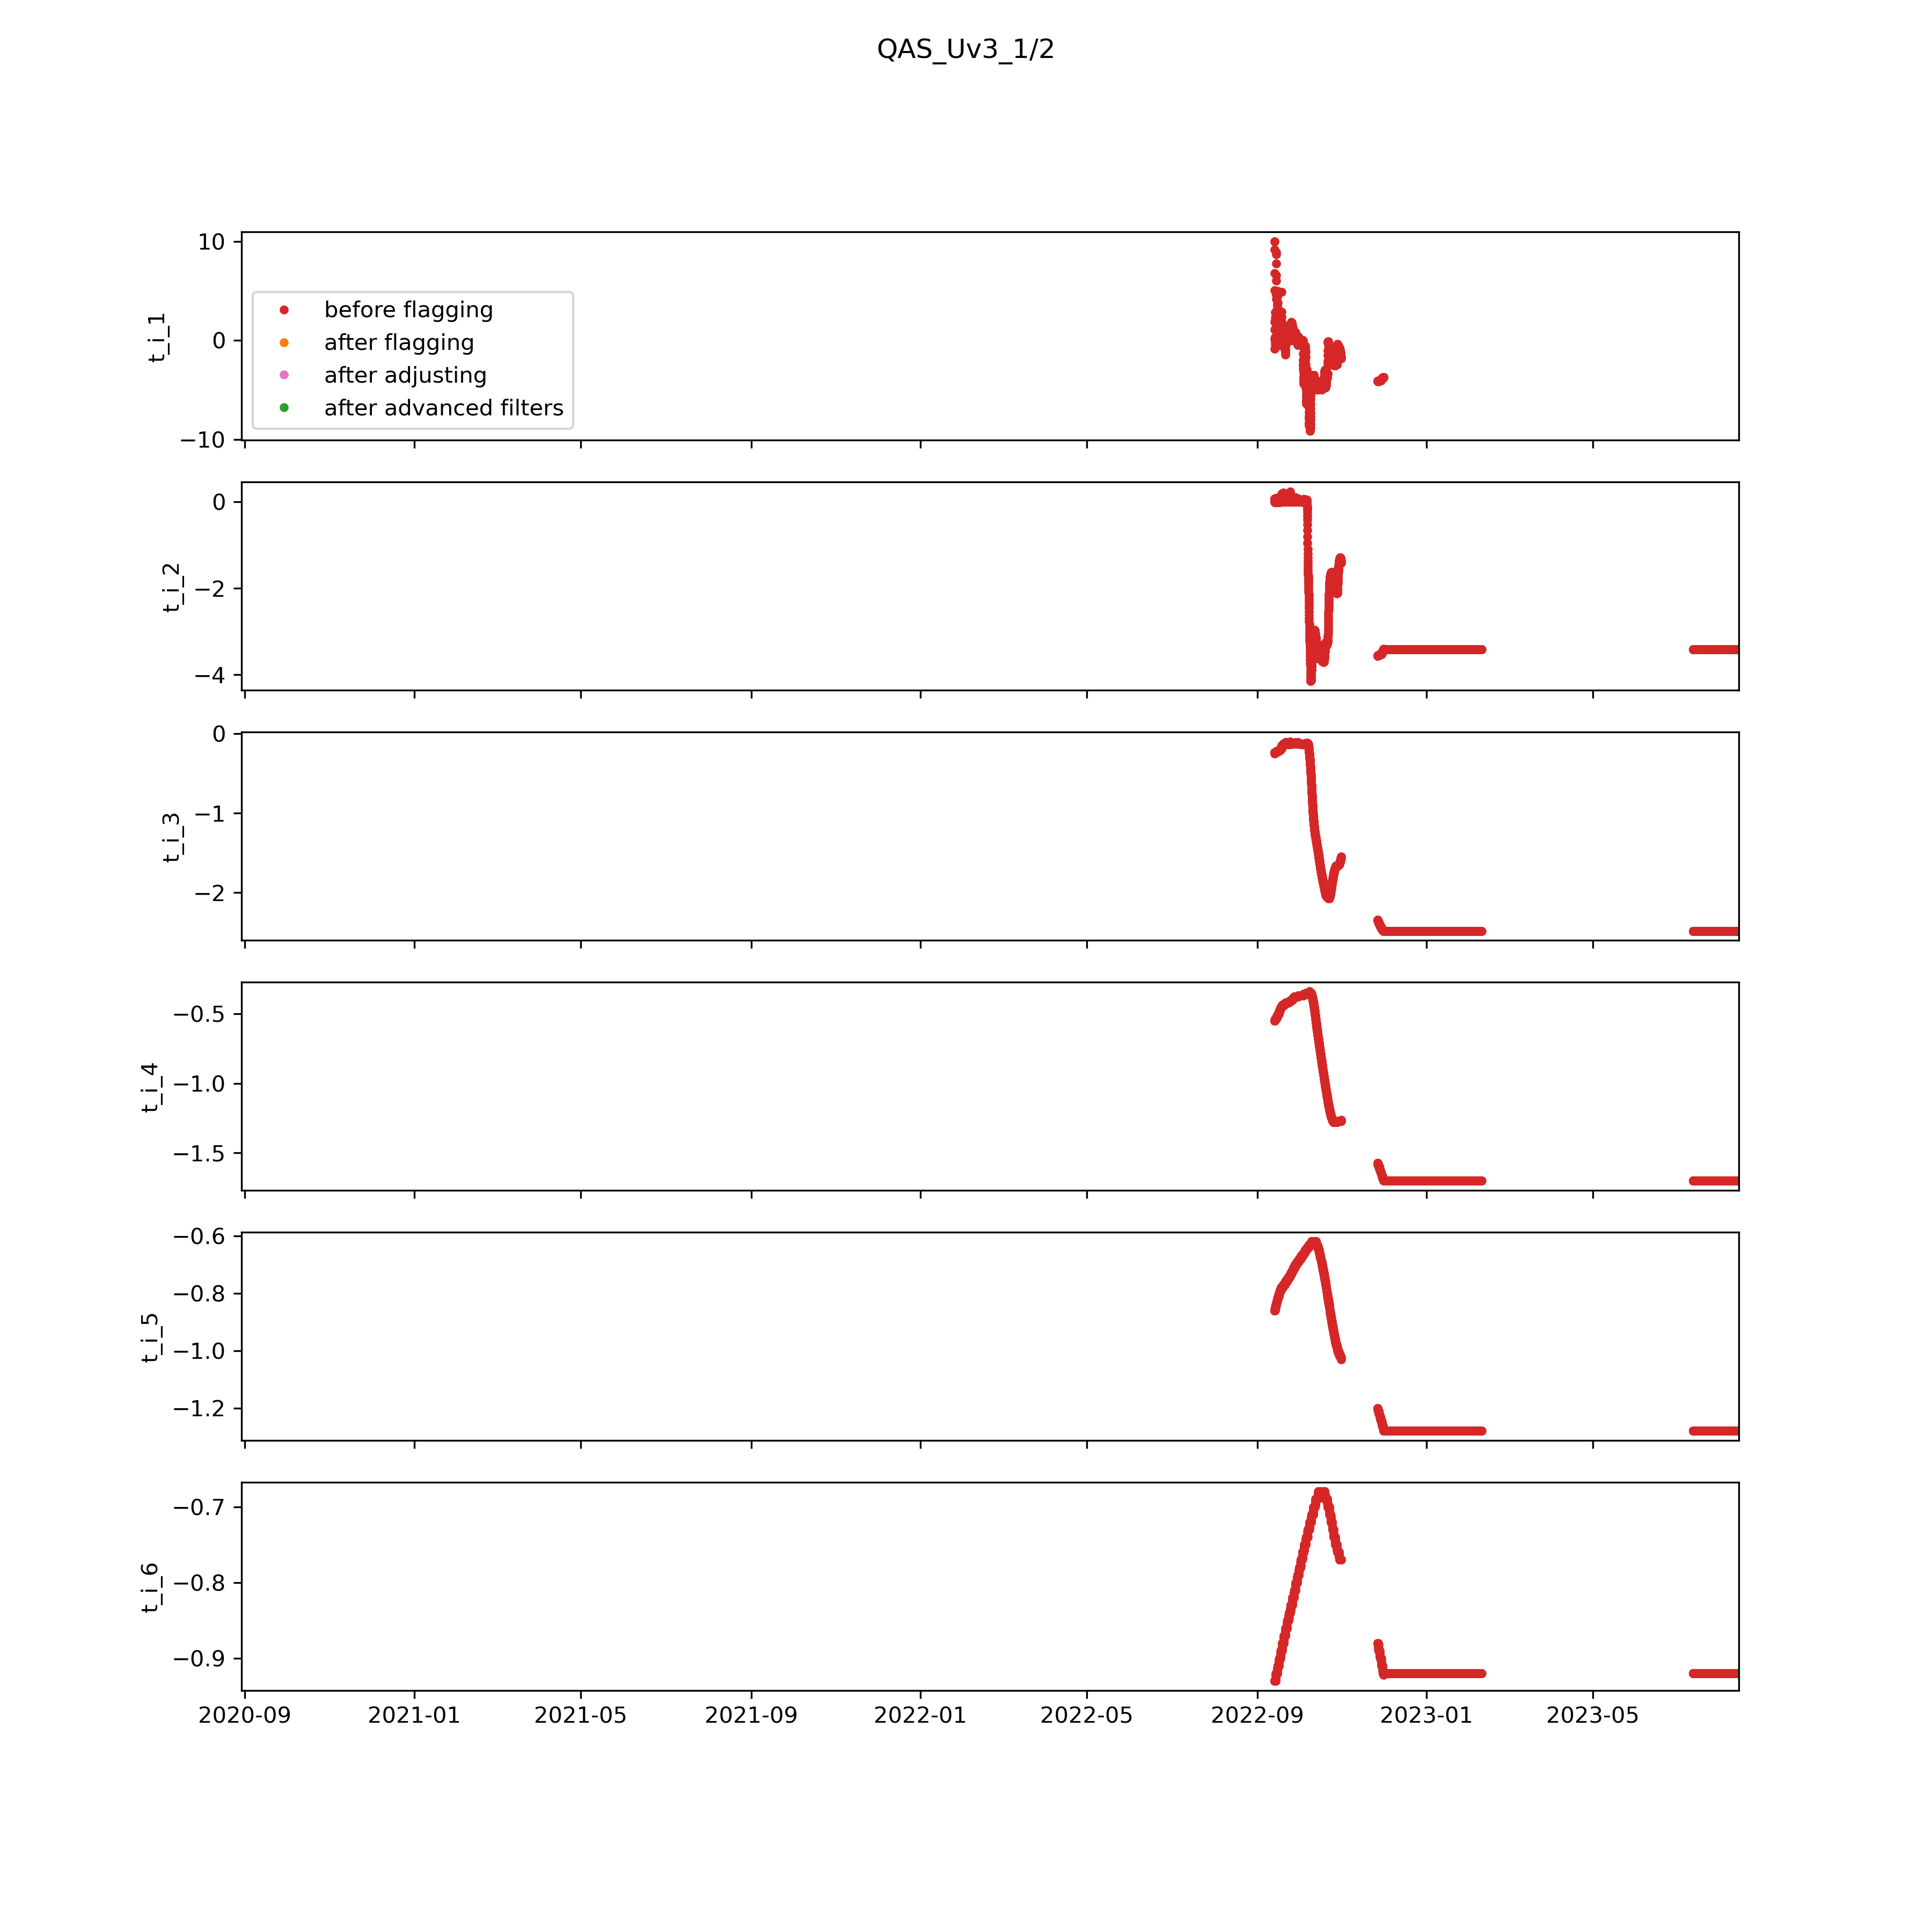 QAS_Uv3_1/2
10
0
−10
t_i_1
before flagging
after flagging
after adjusting
after advanced filters
0
−2
−4
t_i_2
0
−1
−2
t_i_3
−0.5
−1.0
−1.5
t_i_4
−0.6
−0.8
−1.0
−1.2
t_i_5
−0.7
−0.8
−0.9
t_i_6
2020-09 2021-01 2021-05 2021-09 2022-01 2022-05 2022-09 2023-01 2023-05